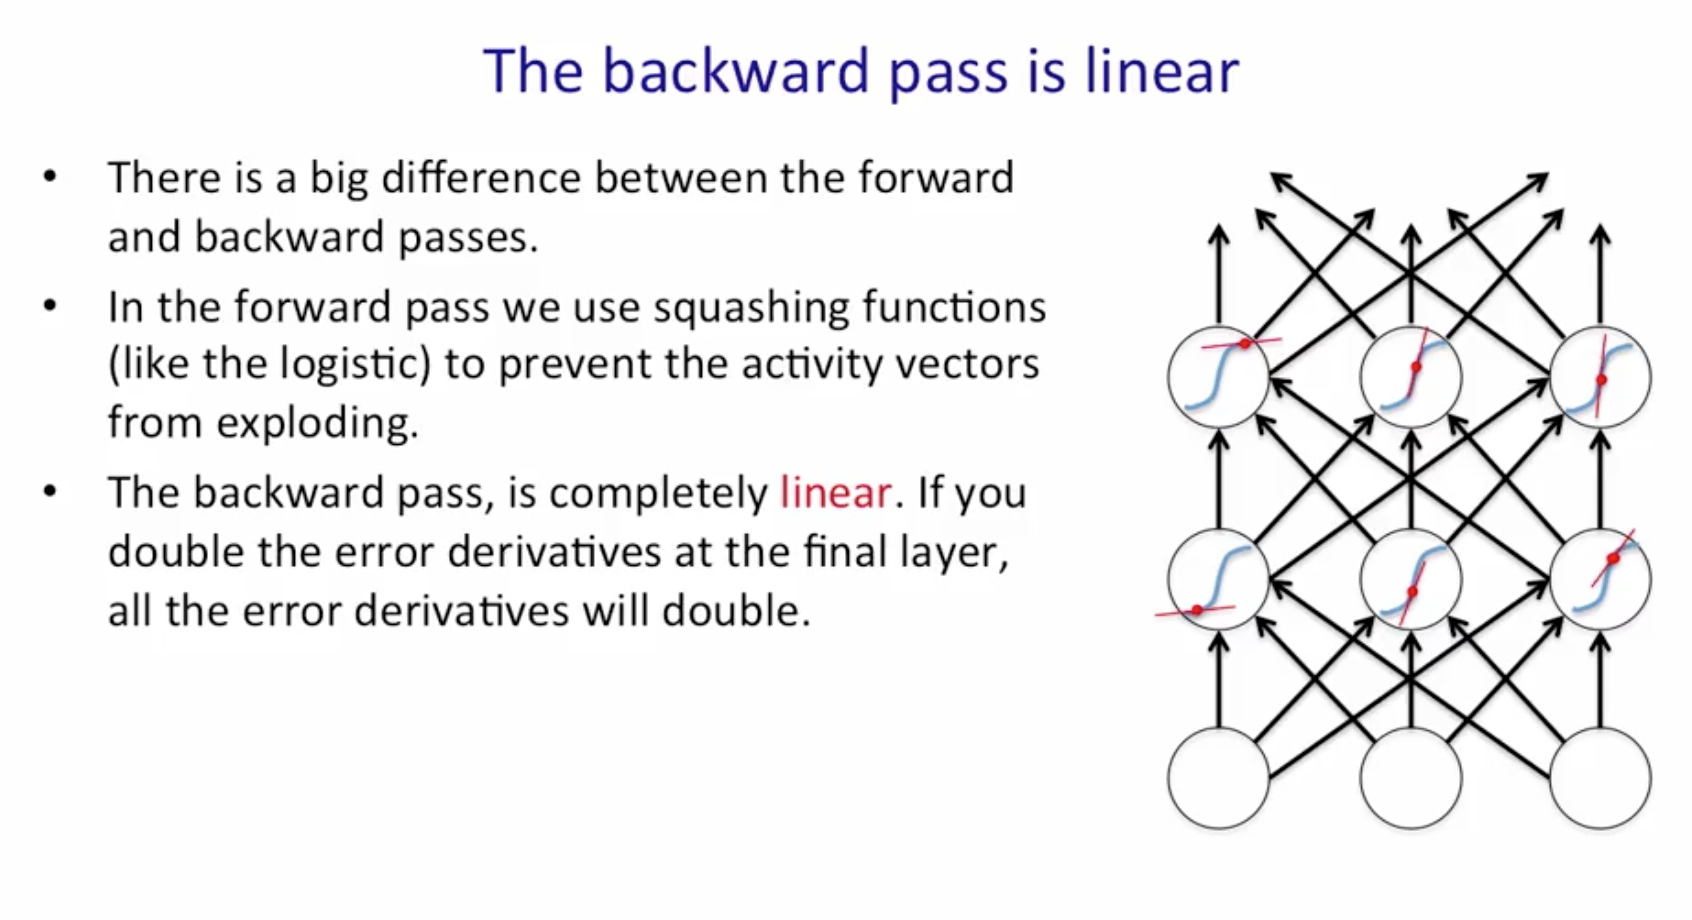 The backward pass is linear
• There is a big difference between the forward
and backward passes.
• In the forward pass we use squashing functions
(like the logistic) to prevent the activity vectors
from exploding.
• The backward pass, is completely linear. If you
double the error derivatives at the final layer,
all the error derivatives will double.